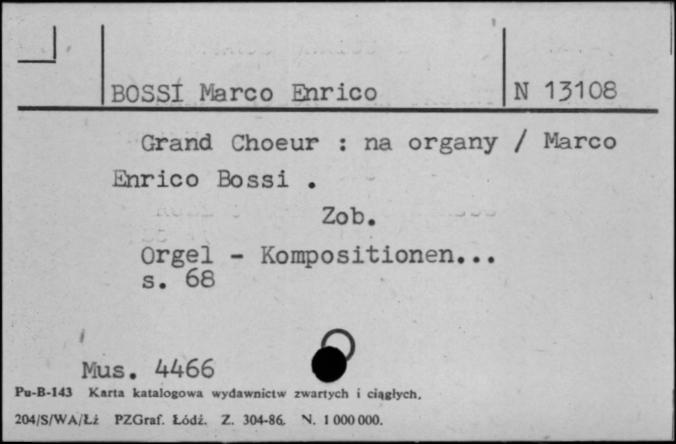 BOSSI Marco Enrico
N 13108
Grand Choeur : na organy / Marco
Enrico Bossi .
Zob.
Orgel - Kompositionen...
s. 68
Mus. 4466
Pu-B-143 Karta katalogowa wydawnictw zwartych i ciągłych.
204/S/WA/Łż PZGraf. Łódź. Z. 304-86. N. 1 000 000.